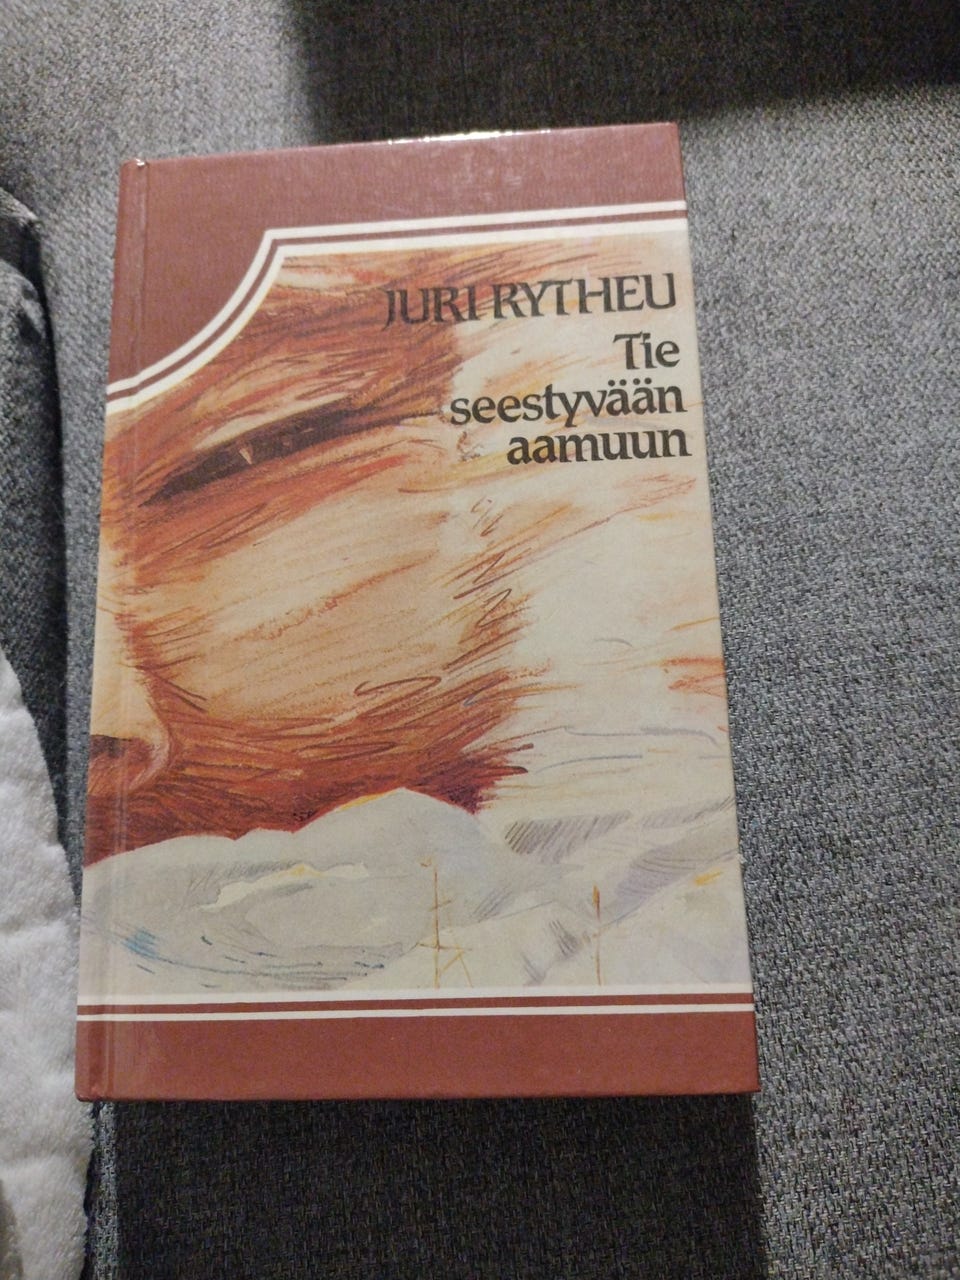 JURI RYTHEU
Tie
seestyvään
aamuun